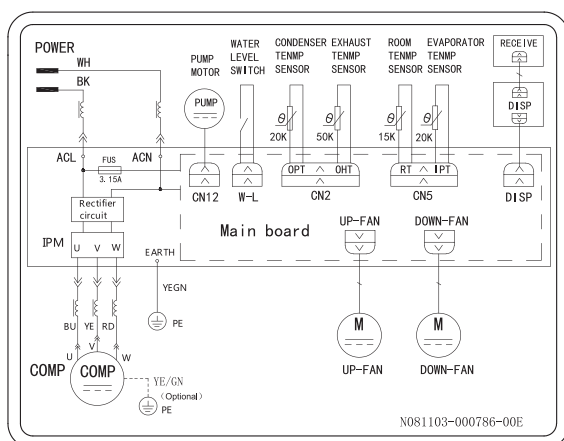 POWER
WH
BK
PUMP
MOTOR
PUMP
WATER
LEVEL
SWITCH
CONDENSER
TENMP
SENSOR
θ
20K
EXHAUST
TENMP
SENSOR
θ
50K
ROOM
TENMP
SENSOR
θ
15K
EVAPORATOR
TENMP
SENSOR
θ
20K
RECEIVE
DISP
ACL
FUS
3.15A
ACN
CN12
W-L
OPT OHT
CN2
RT IPT
CN5
DISP
Rectifier
circuit
IPM
U V W
EARTH
YEGN
PE
Main board
UP-FAN
DOWN-FAN
BU YE RD
U V W
COMP
COMP
YE/GN
(Optional)
PE
M
UP-FAN
M
DOWN-FAN
N081103-000786-00E